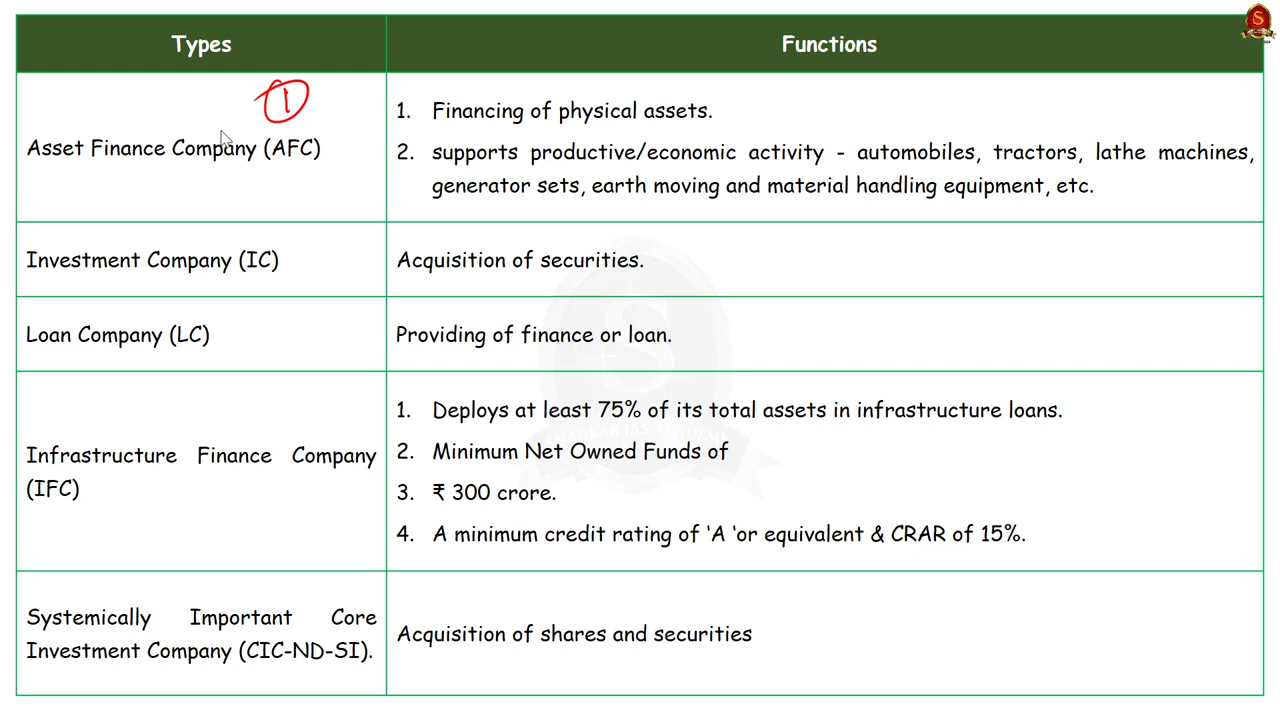 Types
Functions
1
Asset Finance Company (AFC)
1. Financing of physical assets.
2. supports productive/economic activity - automobiles, tractors, lathe machines,
generator sets, earth moving and material handling equipment, etc.
Investment Company (IC)
Acquisition of securities.
Loan Company (LC)
Providing of finance or loan.
Infrastructure Finance Company
(IFC)
1. Deploys at least 75% of its total assets in infrastructure loans.
2. Minimum Net Owned Funds of
3. ₹ 300 crore.
4. A minimum credit rating of ‘A ‘or equivalent & CRAR of 15%.
Systemically Important Core
Investment Company (CIC-ND-SI).
Acquisition of shares and securities
S